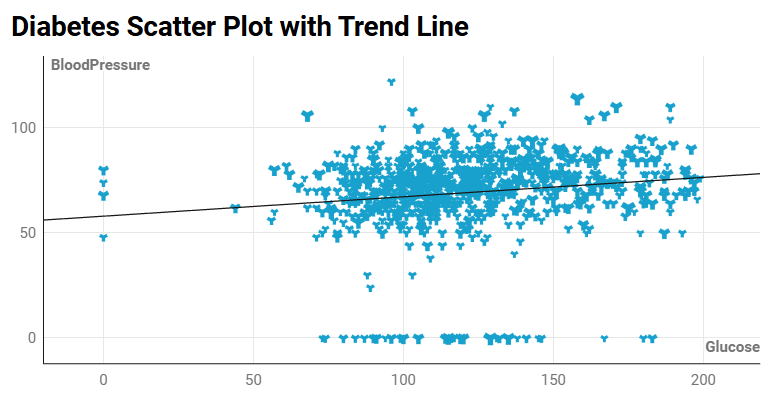 Diabetes Scatter Plot with Trend Line
BloodPressure
100
50
0
Glucose
0 50 100 150 200